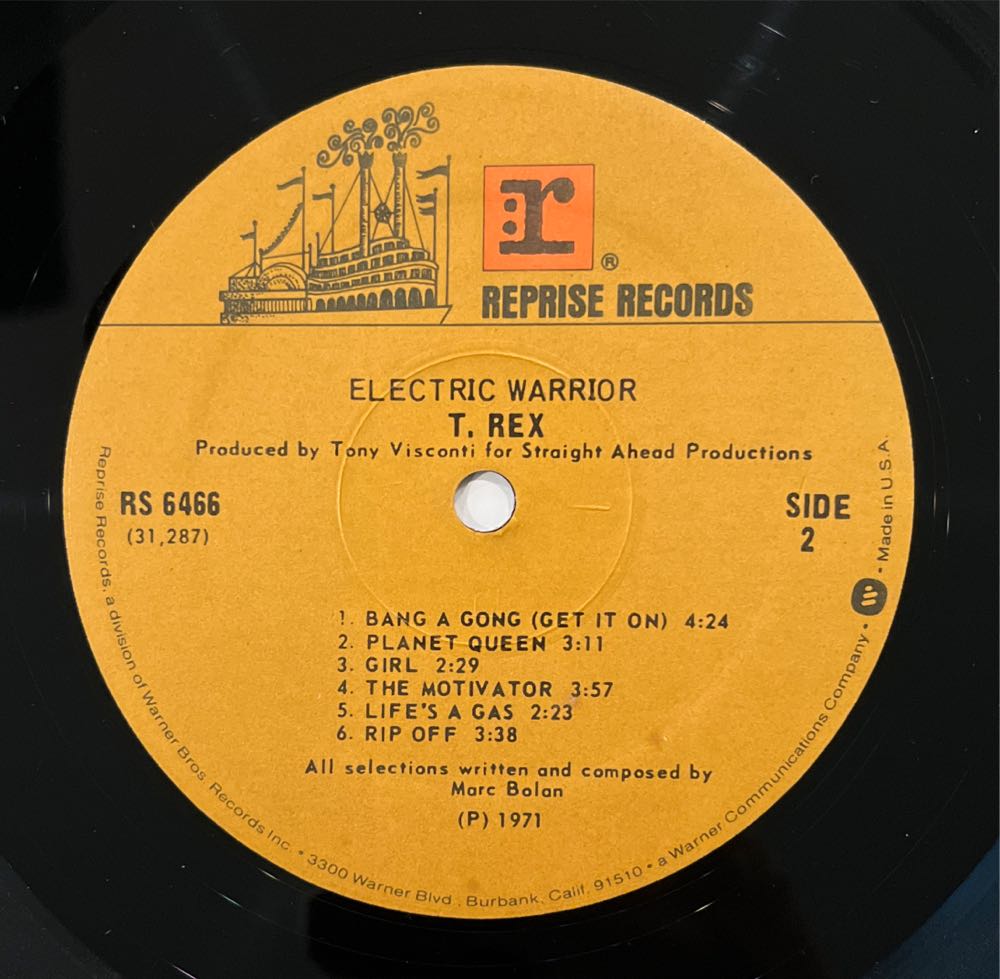 r
®
REPRISE RECORDS
ELECTRIC WARRIOR
T. REX
Produced by Tony Visconti for Straight Ahead Productions
RS 6466
(31,287)
SIDE
2
1. BANG A GONG (GET IT ON) 4:24
2. PLANET QUEEN 3:11
3. GIRL 2:29
4. THE MOTIVATOR 3:57
5. LIFE'S A GAS 2:23
6. RIP OFF 3:38
All selections written and composed by
Marc Bolan
(P) 1971
Reprise Records, a division of Warner Bros. Records Inc. • 3300 Warner Blvd., Burbank, Calif. 91510 • a Warner Communications Company • Made in U.S.A.